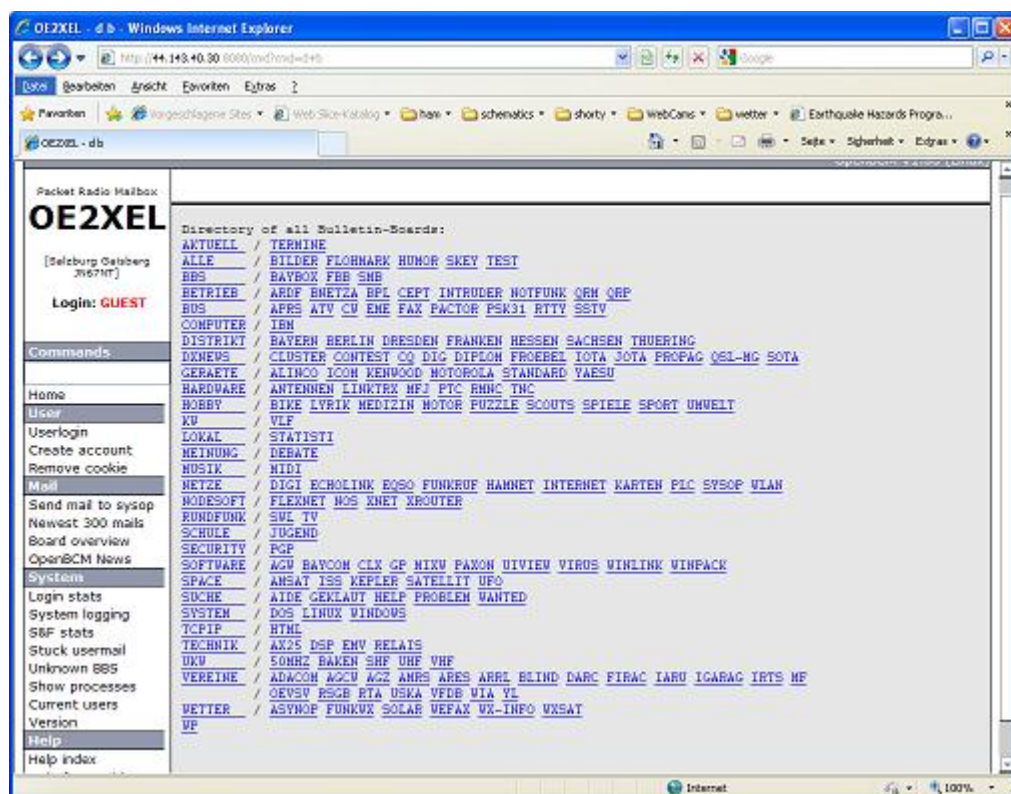 OE2XEL - d b - Windows Internet Explorer
http://44.143.40.30:8080/cmd?cmd=d+b
Google
Datei Bearbeiten Ansicht Favoriten Extras ?
Favoriten Vorgeschlagene Sites Web Slice-Katalog ham schematics shorty WebCams wetter Earthquake Hazards Progra...
OE2XEL - db
Seite Sicherheit Extras
Packet Radio Mailbox
OE2XEL
[Salzburg Gaisberg
JN67NT]
Login: GUEST
Commands
Home
User
Userlogin
Create account
Remove cookie
Mail
Send mail to sysop
Newest 300 mails
Board overview
OpenBCM News
System
Login stats
System logging
S&F stats
Stuck usermail
Unknown BBS
Show processes
Current users
Version
Help
Help index
Directory of all Bulletin-Boards:
AKTUELL / TERMINE
ALLE / BILDER FLOHMARK HUMOR SKEY TEST
BBS / BAYBOX FBB SMB
BETRIEB / ARDF BNETZA BPL CEPT INTRUDER NOTFUNK QRM QRP
BUS / APRS ATV CW EME FAX PACTOR PSK31 RTTY SSTV
COMPUTER / IBM
DISTRIKT / BAYERN BERLIN DRESDEN FRANKEN HESSEN SACHSEN THUERING
DXNEWS / CLUSTER CONTEST CQ DIG DIPLOM FROEBEL IOTA JOTA PROPAG QSL-MG SOTA
GERAETE / ALINCO ICOM KENWOOD MOTOROLA STANDARD YAESU
HARDWARE / ANTENNEN LINKTRX MFJ PTC RMNC TNC
HOBBY / BIKE LYRIK MEDIZIN MOTOR PUZZLE SCOUTS SPIELE SPORT UMWELT
KW / VLF
LOKAL / STATISTI
MEINUNG / DEBATE
MUSIK / MIDI
NETZE / DIGI ECHOLINK EQSO FUNKRUF HAMNET INTERNET KARTEN PLC SYSOP WLAN
NODESOFT / FLEXNET NOS XNET XROUTER
RUNDFUNK / SWL TV
SCHULE / JUGEND
SECURITY / PGP
SOFTWARE / AGW BAYCOM CLX GP MIXW PAXON UIVIEW VIRUS WINLINK WINPACK
SPACE / AMSAT ISS KEPLER SATELLIT UFO
SUCHE / AIDE GEKLAUT HELP PROBLEM WANTED
SYSTEM / DOS LINUX WINDOWS
TCPIP / HTML
TECHNIK / AX25 DSP EMV RELAIS
UKW / 50MHZ BAKEN SHF UHF VHF
VEREINE / ADACOM AGCW AGZ AMRS ARES ARRL BLIND DARC FIRAC IARU IGARAG IRTS MF
/ OEVSV RSGB RTA USKA VFDB WIA YL
WETTER / ASYNOP FUNKWX SOLAR WEFAX WX-INFO WXSAT
WP
Internet
100%